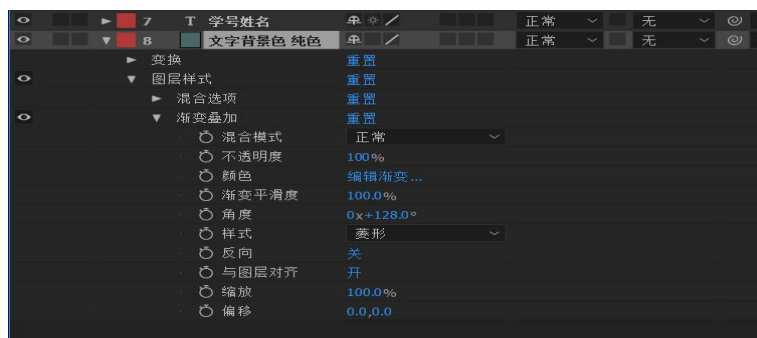 7 T 学号姓名 正常 无
8 文字背景色 纯色 正常 无
变换 重置
图层样式 重置
混合选项 重置
渐变叠加 重置
混合模式 正常
不透明度 100%
颜色 编辑渐变...
渐变平滑度 100.0%
角度 0x+128.0°
样式 菱形
反向 关
与图层对齐 开
缩放 100.0%
偏移 0.0,0.0